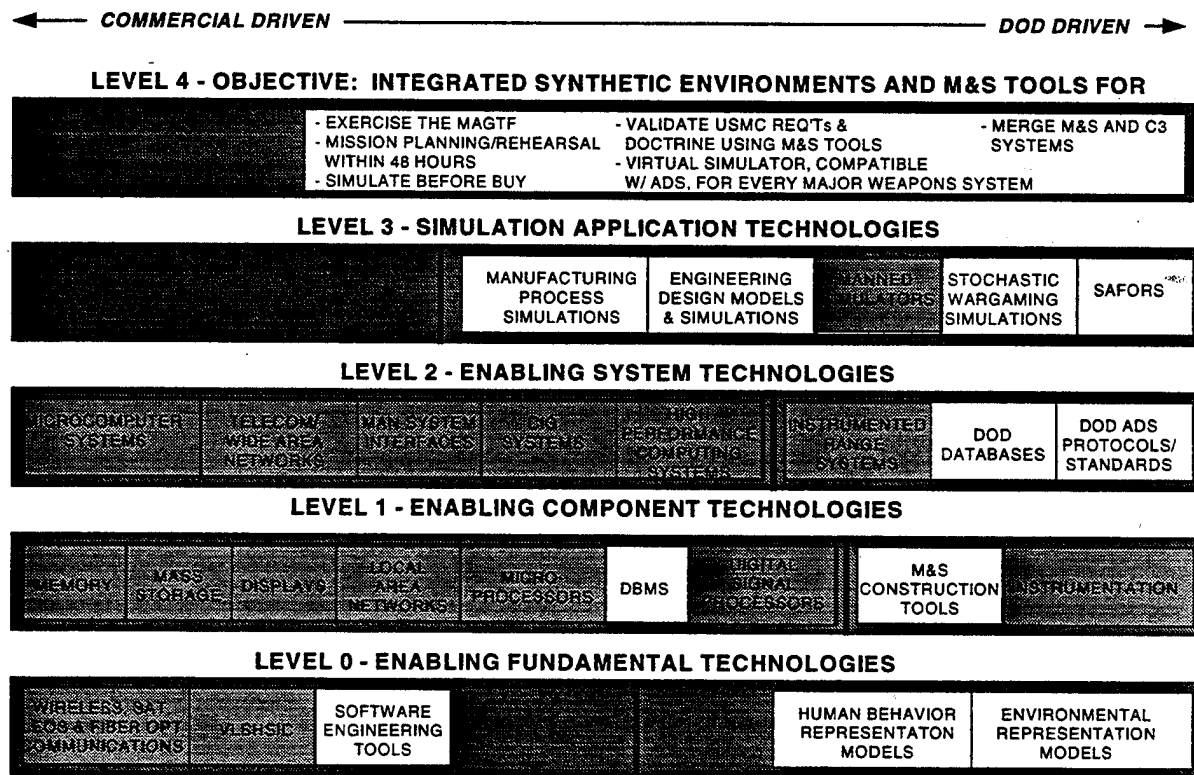 COMMERCIAL DRIVEN
DOD DRIVEN
LEVEL 4 - OBJECTIVE: INTEGRATED SYNTHETIC ENVIRONMENTS AND M&S TOOLS FOR
- EXERCISE THE MAGTF
- MISSION PLANNING/REHEARSAL
WITHIN 48 HOURS
- SIMULATE BEFORE BUY
- VALIDATE USMC REQ'Ts &
DOCTRINE USING M&S TOOLS
- VIRTUAL SIMULATOR, COMPATIBLE
W/ ADS, FOR EVERY MAJOR WEAPONS SYSTEM
- MERGE M&S AND C3
SYSTEMS
LEVEL 3 - SIMULATION APPLICATION TECHNOLOGIES
MANUFACTURING
PROCESS
SIMULATIONS
ENGINEERING
DESIGN MODELS
& SIMULATIONS
MANNED
SIMULATORS
STOCHASTIC
WARGAMING
SIMULATIONS
SAFORS
LEVEL 2 - ENABLING SYSTEM TECHNOLOGIES
MICROCOMPUTER
SYSTEMS
TELECOM/
WIDE AREA
NETWORKS
MAN-SYSTEM
INTERFACES
CIG
SYSTEMS
HIGH
PERFORMANCE
COMPUTING
SYSTEMS
INSTRUMENTED
RANGE
SYSTEMS
DOD
DATABASES
DOD ADS
PROTOCOLS/
STANDARDS
LEVEL 1 - ENABLING COMPONENT TECHNOLOGIES
MEMORY
MASS
STORAGE
DISPLAYS
LOCAL
AREA
NETWORKS
MICRO-
PROCESSORS
DBMS
DIGITAL
SIGNAL
PROCESSORS
M&S
CONSTRUCTION
TOOLS
INSTRUMENTATION
LEVEL 0 - ENABLING FUNDAMENTAL TECHNOLOGIES
WIRELESS, SAT
& FIBER OPT
COMMUNICATIONS
SOFTWARE
ENGINEERING
TOOLS
HUMAN BEHAVIOR
REPRESENTATON
MODELS
ENVIRONMENTAL
REPRESENTATION
MODELS